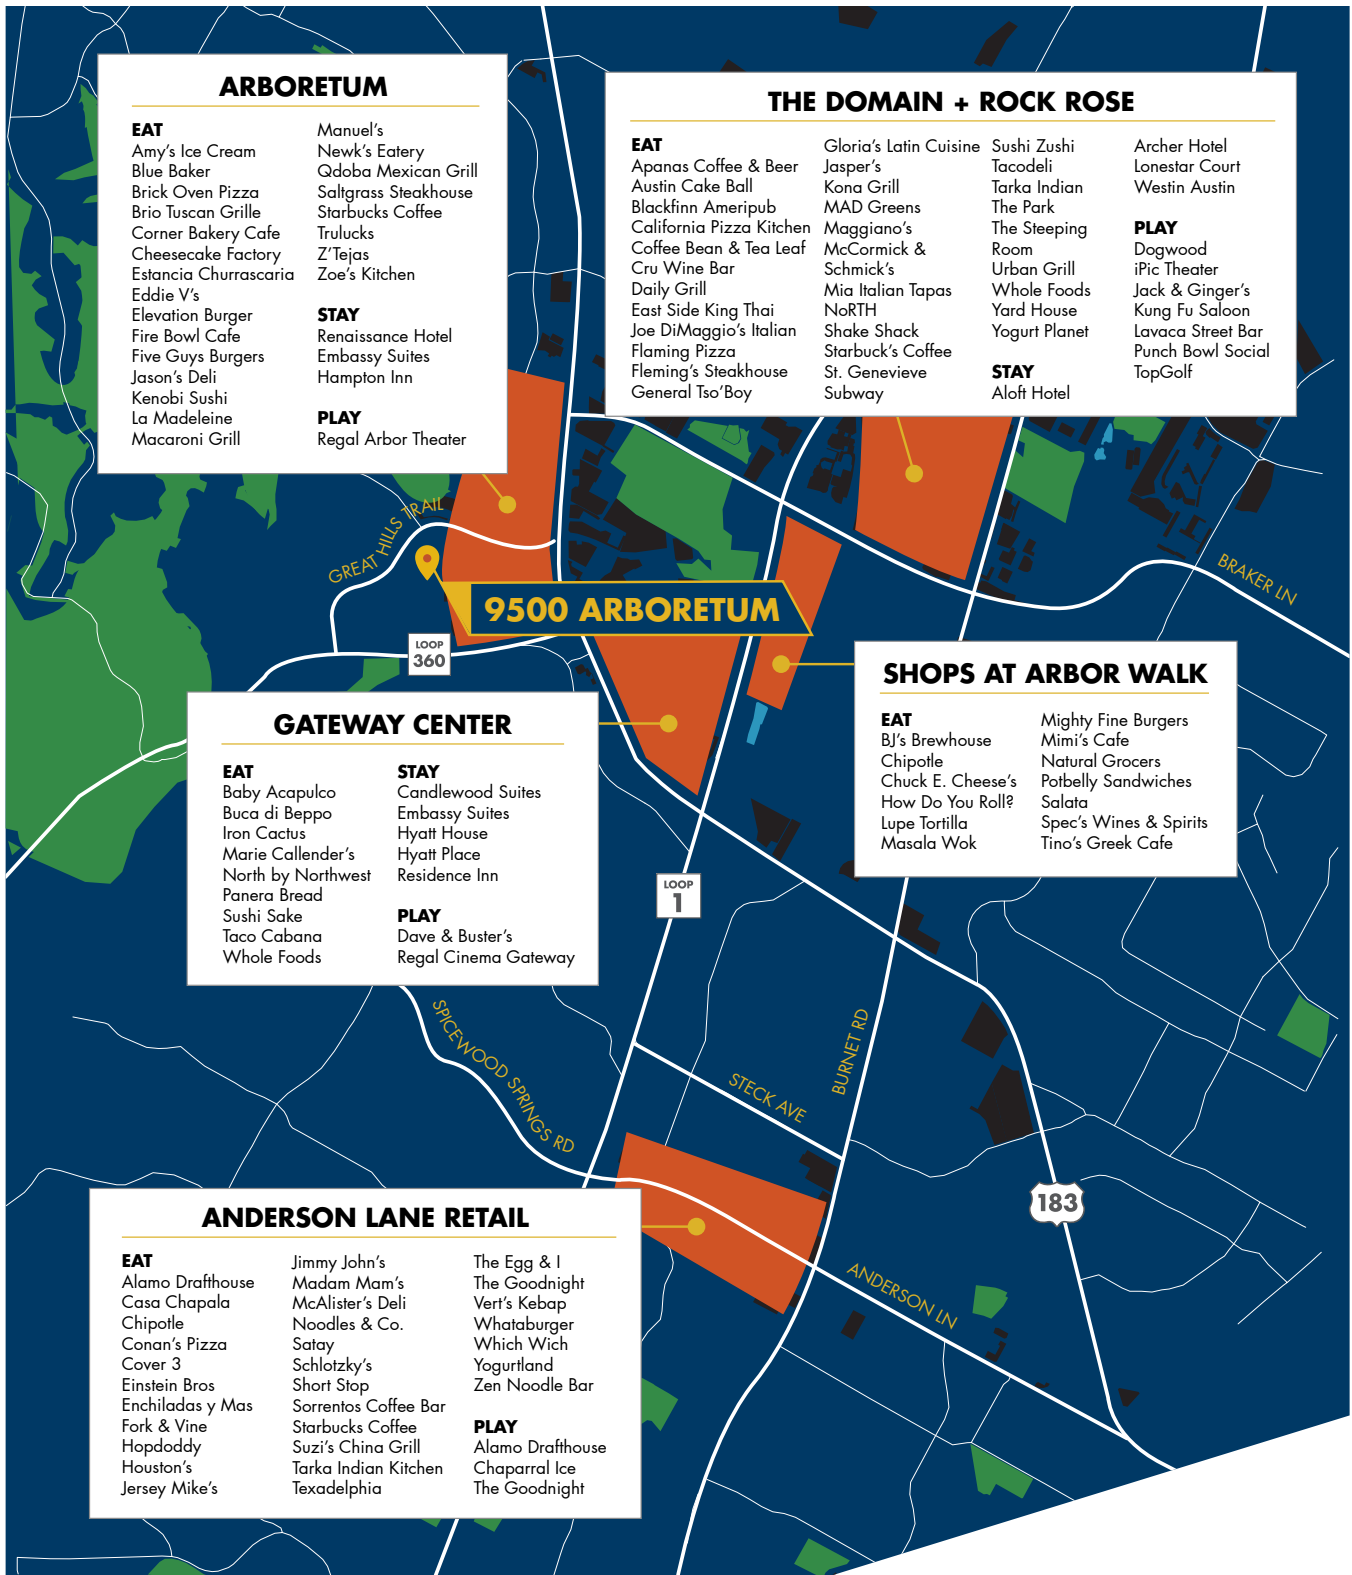 ARBORETUM
EAT
Amy's Ice Cream
Blue Baker
Brick Oven Pizza
Brio Tuscan Grille
Corner Bakery Cafe
Cheesecake Factory
Estancia Churrascaria
Eddie V's
Elevation Burger
Fire Bowl Cafe
Five Guys Burgers
Jason's Deli
Kenobi Sushi
La Madeleine
Macaroni Grill
Manuel's
Newk's Eatery
Qdoba Mexican Grill
Saltgrass Steakhouse
Starbucks Coffee
Trulucks
Z'Tejas
Zoe's Kitchen
STAY
Renaissance Hotel
Embassy Suites
Hampton Inn
PLAY
Regal Arbor Theater
THE DOMAIN + ROCK ROSE
EAT
Apanas Coffee & Beer
Austin Cake Ball
Blackfinn Ameripub
California Pizza Kitchen
Coffee Bean & Tea Leaf
Cru Wine Bar
Daily Grill
East Side King Thai
Joe DiMaggio's Italian
Flaming Pizza
Fleming's Steakhouse
General Tso'Boy
Gloria's Latin Cuisine
Jasper's
Kona Grill
MAD Greens
Maggiano's
McCormick &
Schmick's
Mia Italian Tapas
NoRTH
Shake Shack
Starbuck's Coffee
St. Genevieve
Subway
Sushi Zushi
Tacodeli
Tarka Indian
The Park
The Steeping
Room
Urban Grill
Whole Foods
Yard House
Yogurt Planet
STAY
Aloft Hotel
Archer Hotel
Lonestar Court
Westin Austin
PLAY
Dogwood
iPic Theater
Jack & Ginger's
Kung Fu Saloon
Lavaca Street Bar
Punch Bowl Social
TopGolf
GREAT HILLS TRAIL
BRAKER LN
9500 ARBORETUM
LOOP
360
SHOPS AT ARBOR WALK
EAT
BJ's Brewhouse
Chipotle
Chuck E. Cheese's
How Do You Roll?
Lupe Tortilla
Masala Wok
Mighty Fine Burgers
Mimi's Cafe
Natural Grocers
Potbelly Sandwiches
Salata
Spec's Wines & Spirits
Tino's Greek Cafe
GATEWAY CENTER
EAT
Baby Acapulco
Buca di Beppo
Iron Cactus
Marie Callender's
North by Northwest
Panera Bread
Sushi Sake
Taco Cabana
Whole Foods
STAY
Candlewood Suites
Embassy Suites
Hyatt House
Hyatt Place
Residence Inn
PLAY
Dave & Buster's
Regal Cinema Gateway
LOOP
1
SPICEWOOD SPRINGS RD
STECK AVE
BURNET RD
183
ANDERSON LN
ANDERSON LANE RETAIL
EAT
Alamo Drafthouse
Casa Chapala
Chipotle
Conan's Pizza
Cover 3
Einstein Bros
Enchiladas y Mas
Fork & Vine
Hopdoddy
Houston's
Jersey Mike's
Jimmy John's
Madam Mam's
McAlister's Deli
Noodles & Co.
Satay
Schlotzky's
Short Stop
Sorrentos Coffee Bar
Starbucks Coffee
Suzi's China Grill
Tarka Indian Kitchen
Texadelphia
The Egg & I
The Goodnight
Vert's Kebap
Whataburger
Which Wich
Yogurtland
Zen Noodle Bar
PLAY
Alamo Drafthouse
Chaparral Ice
The Goodnight